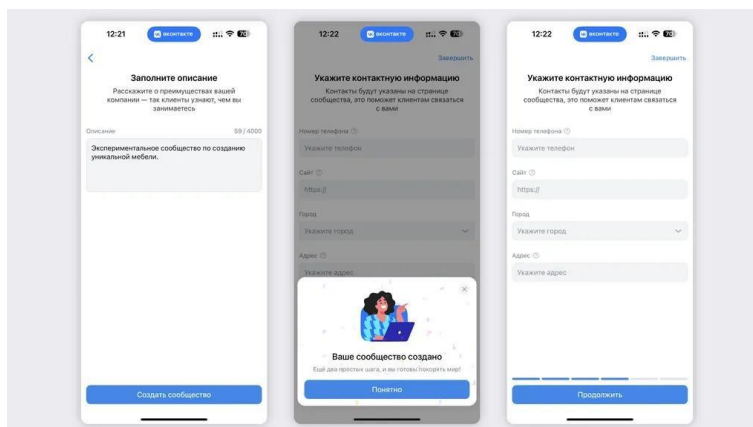 12:21
ВКОНТАКТЕ
Заполните описание
Расскажите о преимуществах вашей
компании — так клиенты узнают, чем вы
занимаетесь
Описание
69 / 4000
Экспериментальное сообщество по созданию
уникальной мебели.
Создать сообщество
12:22
ВКОНТАКТЕ
Завершить
Укажите контактную информацию
Контакты будут указаны на странице
сообщества, это поможет клиентам связаться
с вами
Номер телефона
Укажите телефон
Сайт
https://
Город
Укажите город
Адрес
Укажите адрес
Ваше сообщество создано
Ещё два простых шага, и вы готовы покорять мир!
Понятно
12:22
ВКОНТАКТЕ
Завершить
Укажите контактную информацию
Контакты будут указаны на странице
сообщества, это поможет клиентам связаться
с вами
Номер телефона
Укажите телефон
Сайт
https://
Город
Укажите город
Адрес
Укажите адрес
Продолжить